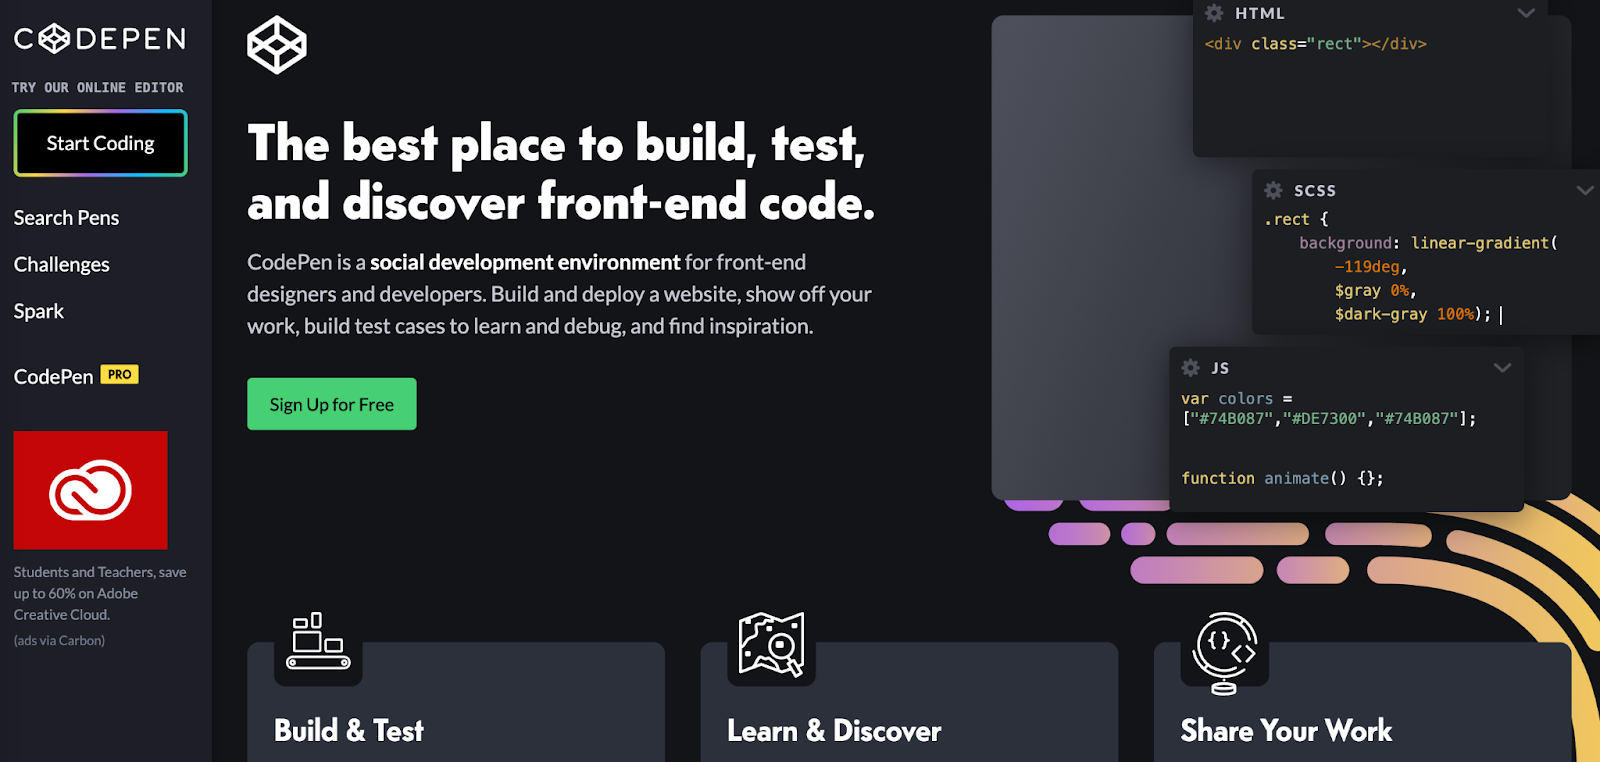 CODEPEN
TRY OUR ONLINE EDITOR
Start Coding
Search Pens
Challenges
Spark
CodePen PRO
Students and Teachers, save
up to 60% on Adobe
Creative Cloud.
(ads via Carbon)
The best place to build, test,
and discover front-end code.
CodePen is a social development environment for front-end
designers and developers. Build and deploy a website, show off your
work, build test cases to learn and debug, and find inspiration.
Sign Up for Free
HTML
<div class="rect"></div>
SCSS
.rect {
background: linear-gradient(
-119deg,
$gray 0%,
$dark-gray 100%);
JS
var colors =
["#74B087","#DE7300","#74B087"];
function animate() {};
{}
<>
Build & Test
Learn & Discover
Share Your Work